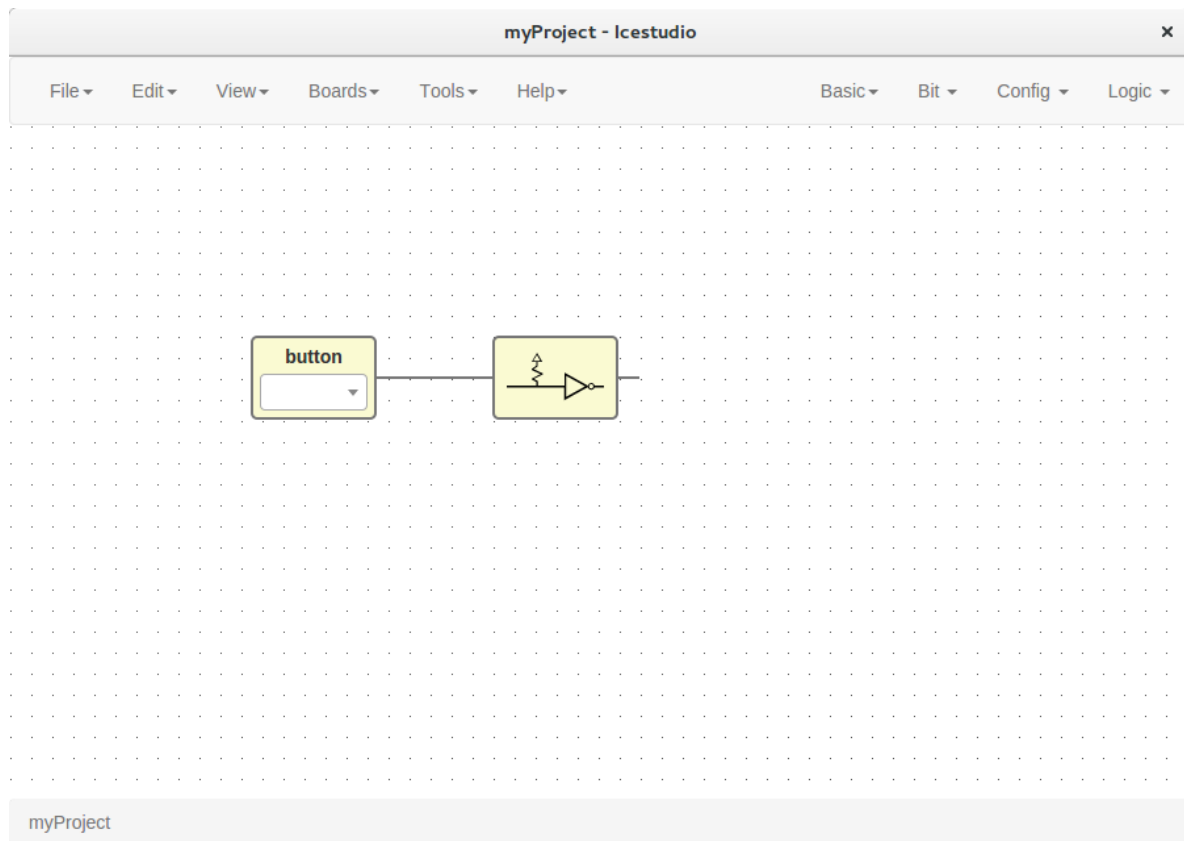 myProject - Icestudio
File Edit View Boards Tools Help Basic Bit Config Logic
button
myProject